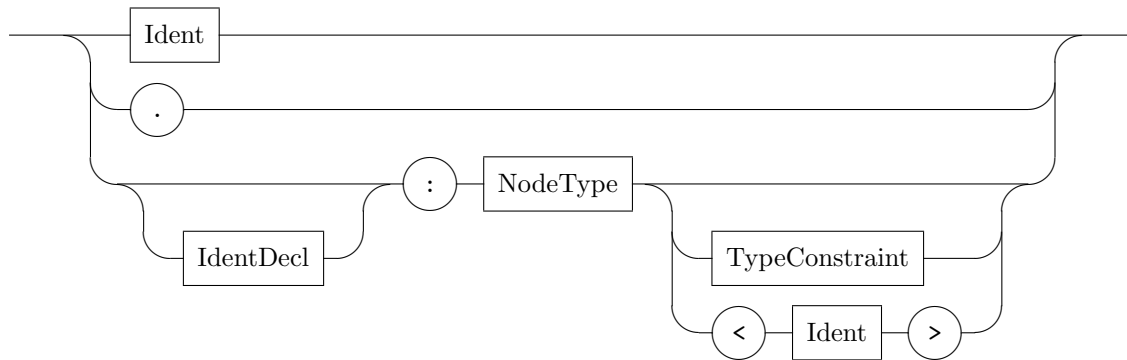 Ident
.
: NodeType
IdentDecl TypeConstraint
< Ident >